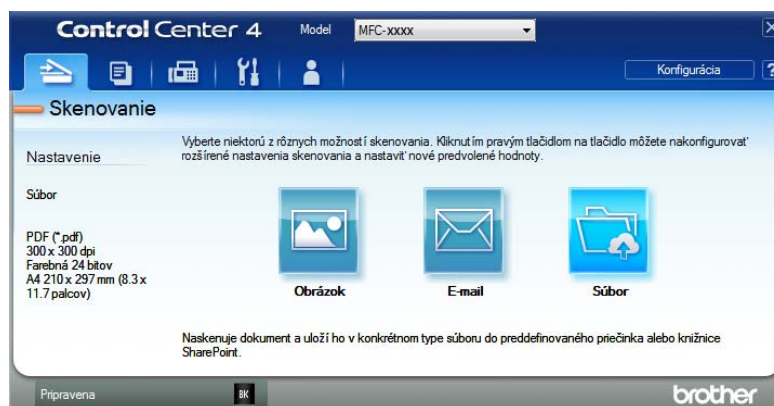 Control Center 4 Model MFC-xxxx
Konfigurácia ?
Skenovanie
Nastavenie
Súbor
PDF (*.pdf)
300 x 300 dpi
Farebná 24 bitov
A4 210 x 297 mm (8.3 x
11.7 palcov)
Vyberte niektorú z rôznych možností skenovania. Kliknutím pravým tlačidlom na tlačidlo môžete nakonfigurovať
rozšírené nastavenia skenovania a nastaviť nové predvolené hodnoty.
Obrázok E-mail Súbor
Naskenuje dokument a uloží ho v konkrétnom type súboru do preddefinovaného priečinka alebo knižnice
SharePoint.
Pripravena BK brother